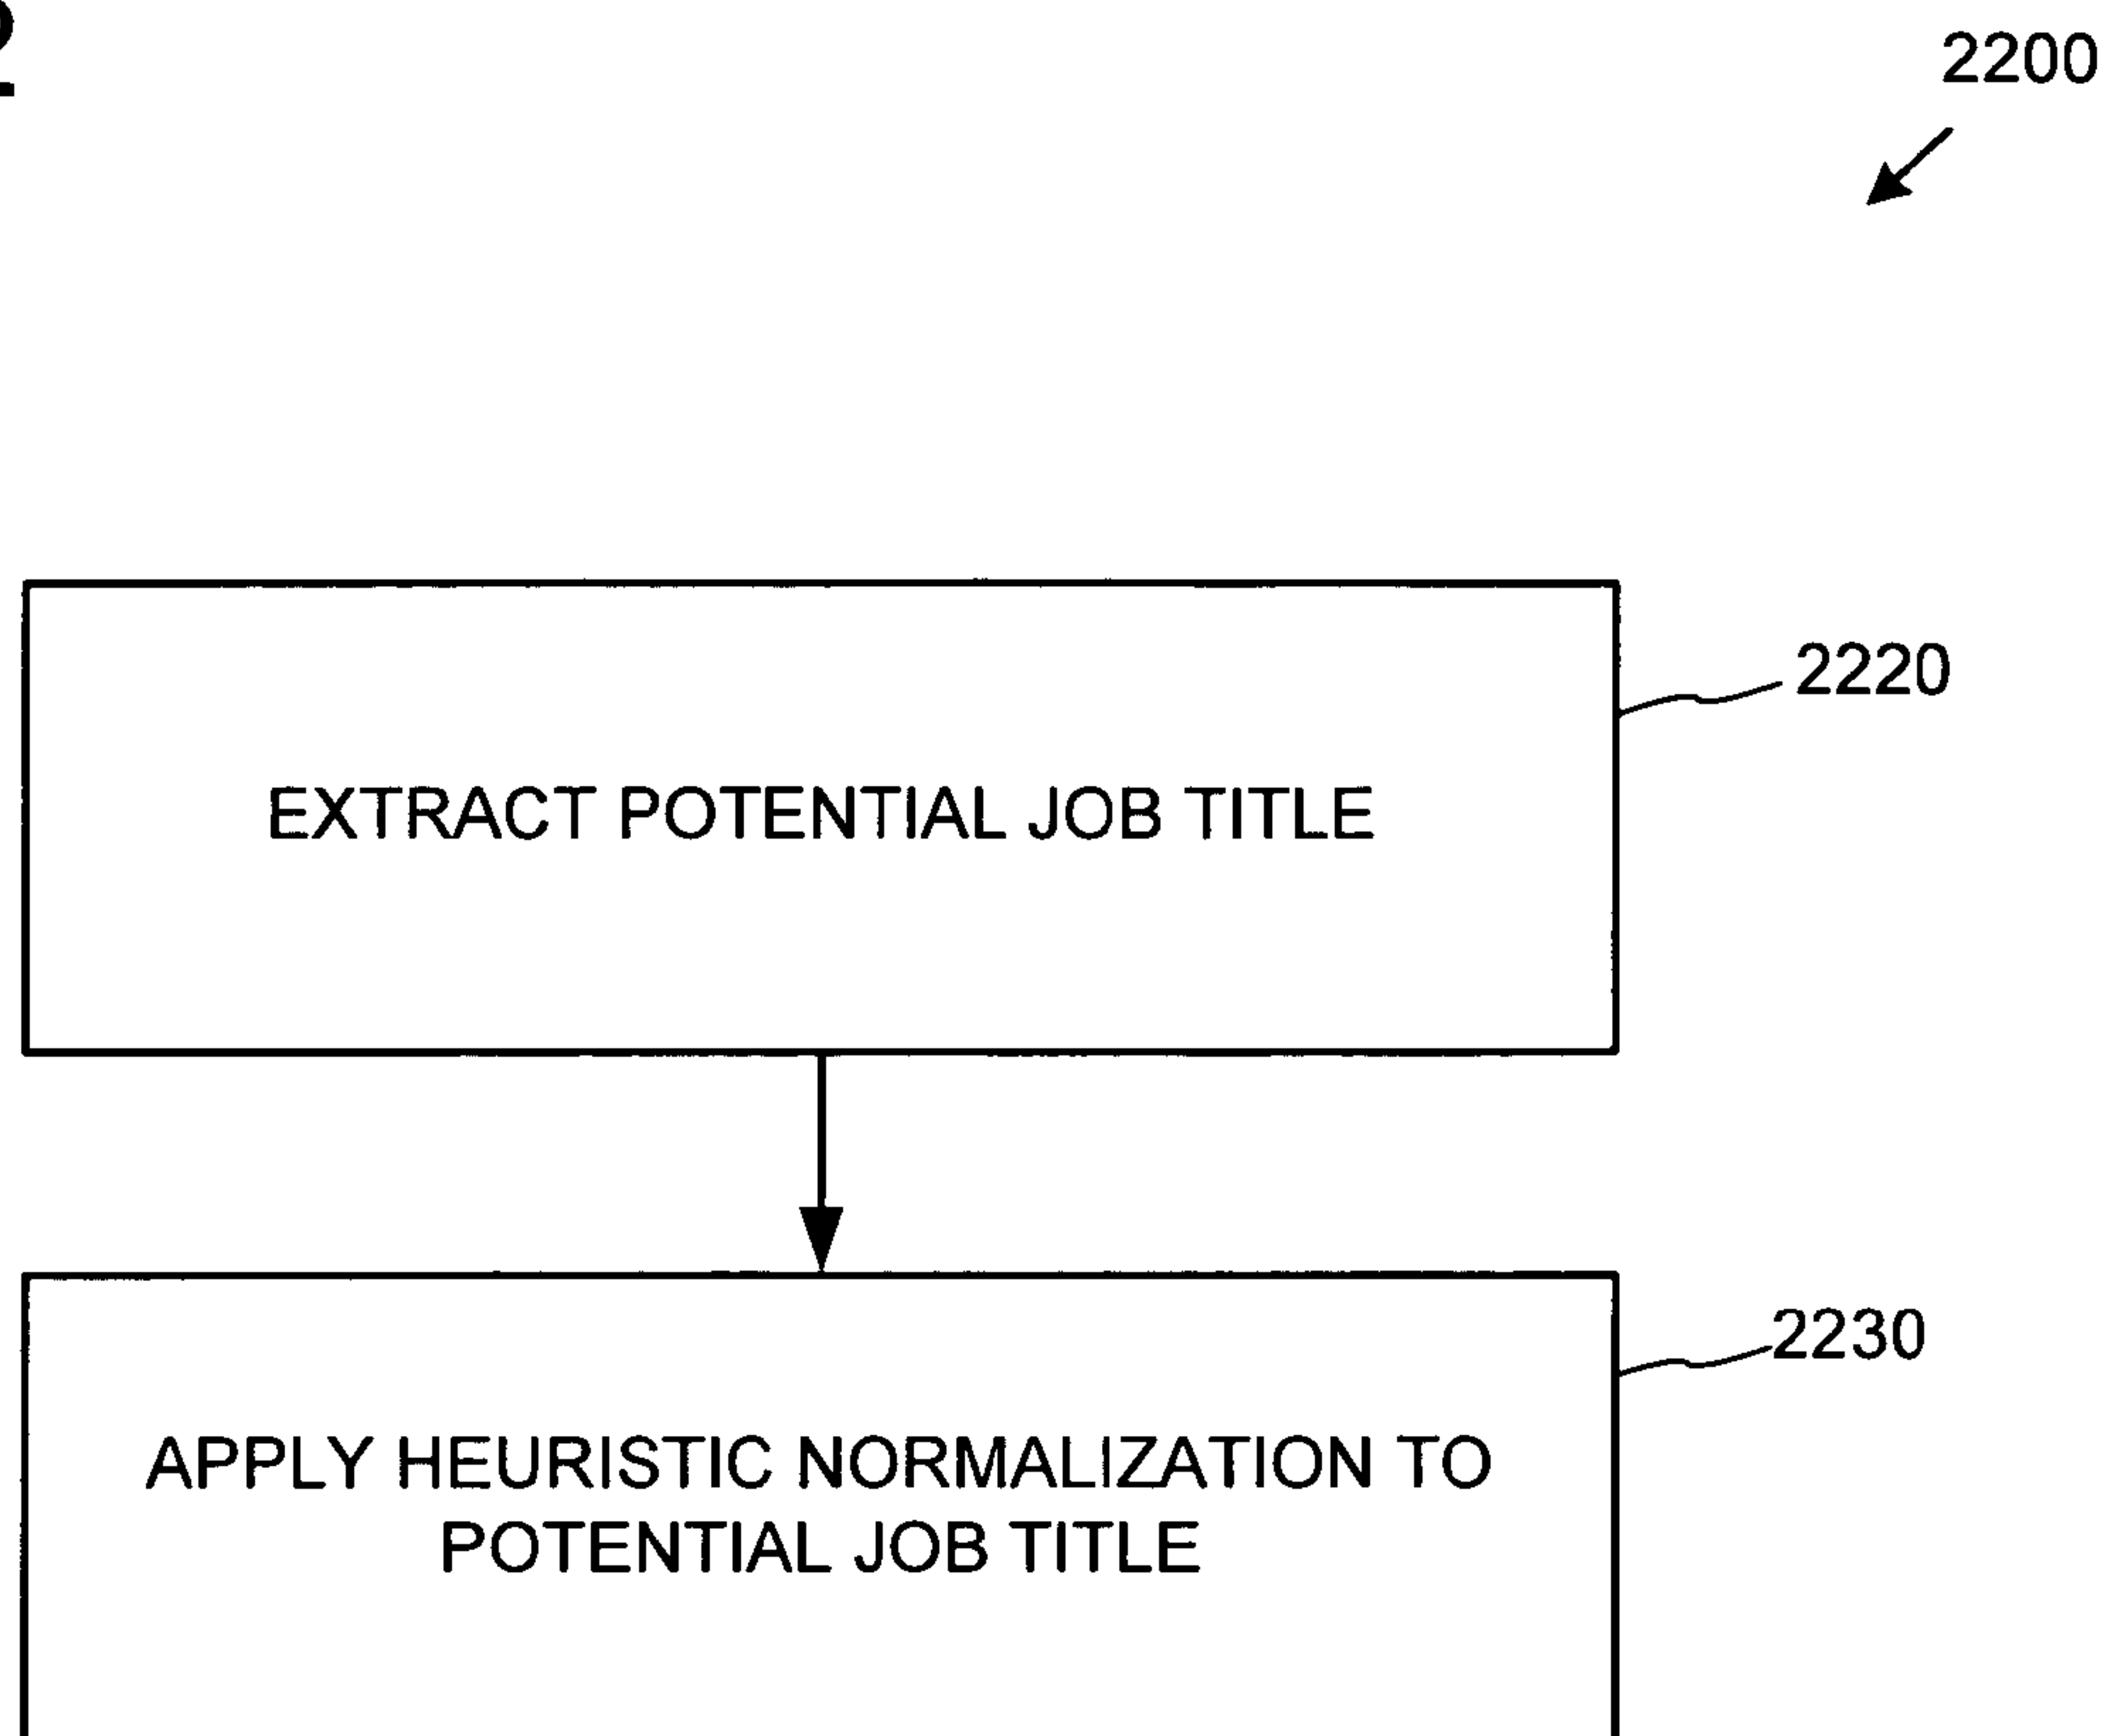 2200
2220
EXTRACT POTENTIAL JOB TITLE
2230
APPLY HEURISTIC NORMALIZATION TO
POTENTIAL JOB TITLE